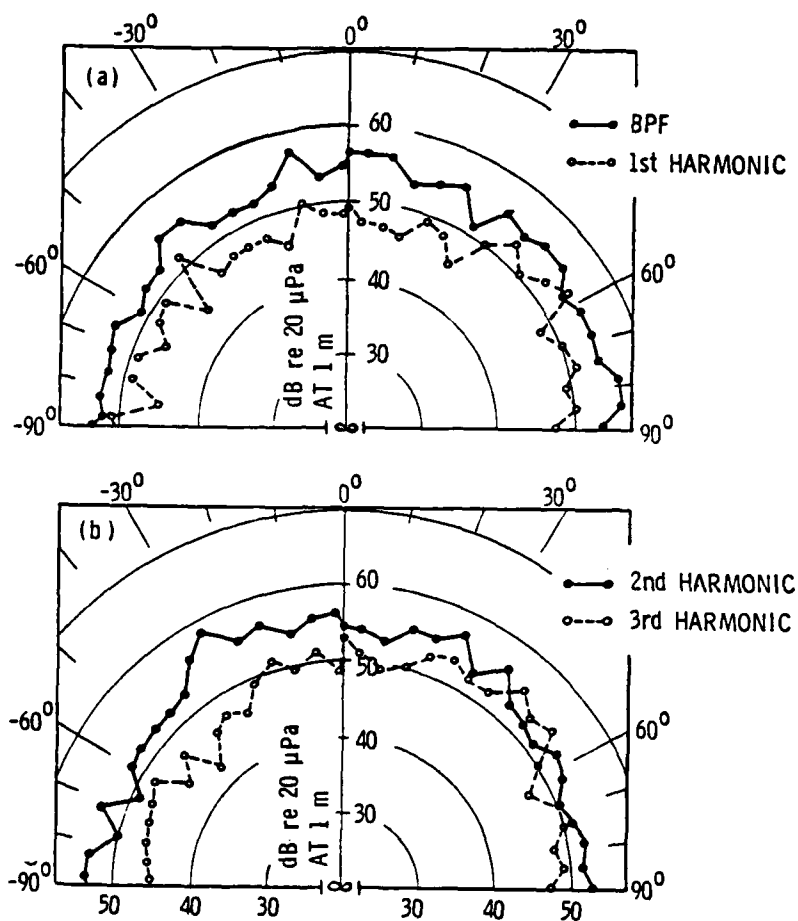 -30° 0° 30°
(a)
60
BPF
1st HARMONIC
50
-60° 60°
40
30
dB re 20 μPa
AT 1 m
-90° ∞ 90°
-30° 0° 30°
(b)
60
2nd HARMONIC
3rd HARMONIC
50
-60° 60°
40
30
dB re 20 μPa
AT 1 m
-90° ∞ 90°
50 40 30 30 40 50